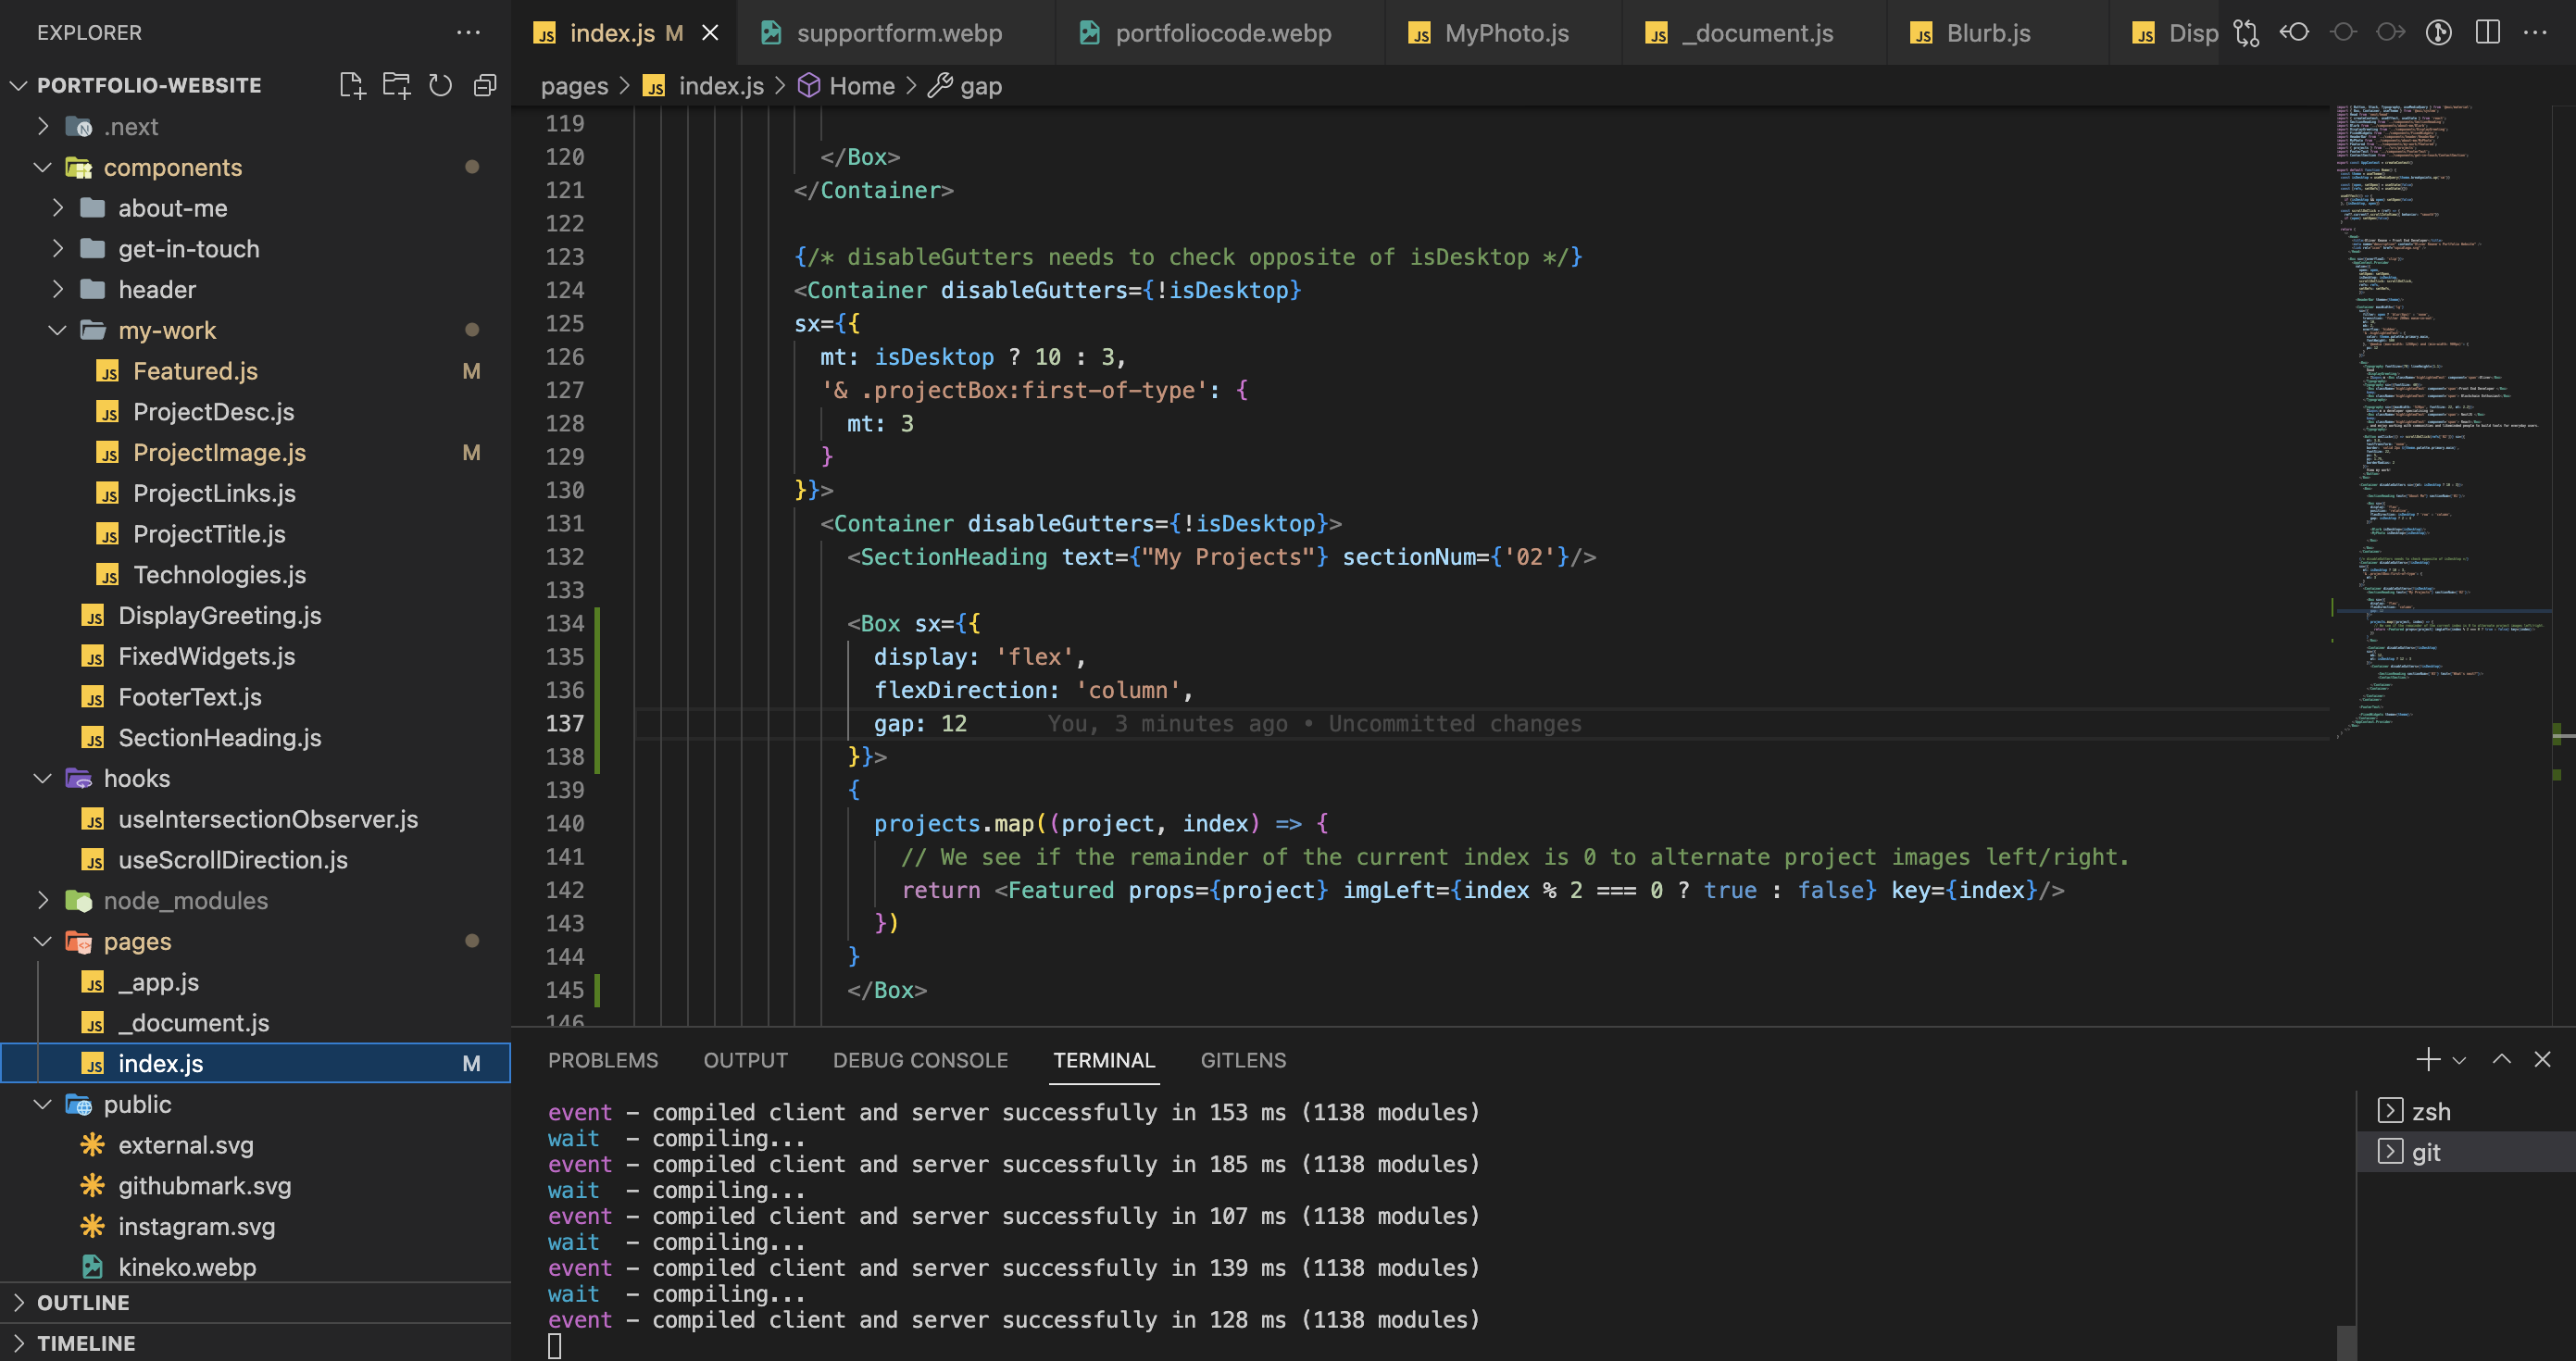 EXPLORER
PORTFOLIO-WEBSITE
.next
components
about-me
get-in-touch
header
my-work
Featured.js M
ProjectDesc.js
ProjectImage.js M
ProjectLinks.js
ProjectTitle.js
Technologies.js
DisplayGreeting.js
FixedWidgets.js
FooterText.js
SectionHeading.js
hooks
useIntersectionObserver.js
useScrollDirection.js
node_modules
pages
_app.js
_document.js
index.js M
public
external.svg
githubmark.svg
instagram.svg
kineko.webp
OUTLINE
TIMELINE
index.js M supportform.webp portfoliocode.webp MyPhoto.js _document.js Blurb.js Disp
pages > index.js > Home > gap
119
120 </Box>
121 </Container>
122
123 {/* disableGutters needs to check opposite of isDesktop */}
124 <Container disableGutters={!isDesktop}
125 sx={{
126 mt: isDesktop ? 10 : 3,
127 '& .projectBox:first-of-type': {
128 mt: 3
129 }
130 }}>
131 <Container disableGutters={!isDesktop}>
132 <SectionHeading text={"My Projects"} sectionNum={'02'}/>
133
134 <Box sx={{
135 display: 'flex',
136 flexDirection: 'column',
137 gap: 12 You, 3 minutes ago • Uncommitted changes
138 }}>
139 {
140 projects.map((project, index) => {
141 // We see if the remainder of the current index is 0 to alternate project images left/right.
142 return <Featured props={project} imgLeft={index % 2 === 0 ? true : false} key={index}/>
143 })
144 }
145 </Box>
146
PROBLEMS OUTPUT DEBUG CONSOLE TERMINAL GITLENS
event - compiled client and server successfully in 153 ms (1138 modules)
wait - compiling...
event - compiled client and server successfully in 185 ms (1138 modules)
wait - compiling...
event - compiled client and server successfully in 107 ms (1138 modules)
wait - compiling...
event - compiled client and server successfully in 139 ms (1138 modules)
wait - compiling...
event - compiled client and server successfully in 128 ms (1138 modules)
zsh
git